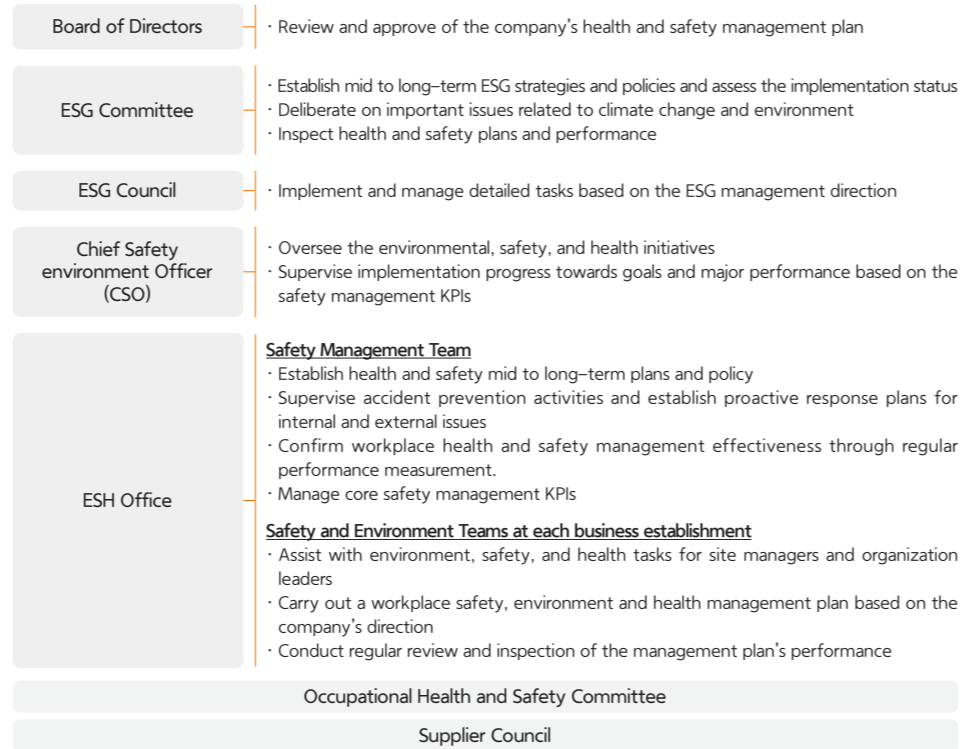 Board of Directors
· Review and approve of the company's health and safety management plan
ESG Committee
· Establish mid to long–term ESG strategies and policies and assess the implementation status
· Deliberate on important issues related to climate change and environment
· Inspect health and safety plans and performance
ESG Council
· Implement and manage detailed tasks based on the ESG management direction
Chief Safety
environment Officer
(CSO)
· Oversee the environmental, safety, and health initiatives
· Supervise implementation progress towards goals and major performance based on the
safety management KPIs
ESH Office
Safety Management Team
· Establish health and safety mid to long–term plans and policy
· Supervise accident prevention activities and establish proactive response plans for
internal and external issues
· Confirm workplace health and safety management effectiveness through regular
performance measurement.
· Manage core safety management KPIs
Safety and Environment Teams at each business establishment
· Assist with environment, safety, and health tasks for site managers and organization
leaders
· Carry out a workplace safety, environment and health management plan based on the
company's direction
· Conduct regular review and inspection of the management plan's performance
Occupational Health and Safety Committee
Supplier Council